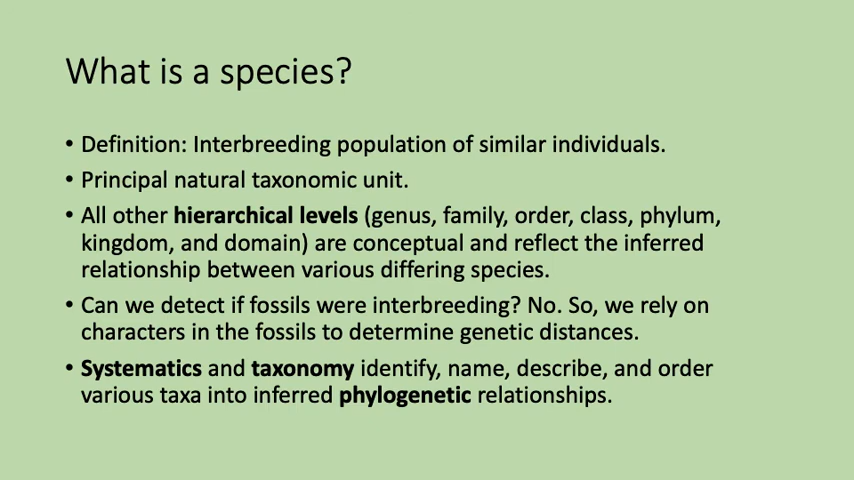 What is a species?
• Definition: Interbreeding population of similar individuals.
• Principal natural taxonomic unit.
• All other hierarchical levels (genus, family, order, class, phylum,
kingdom, and domain) are conceptual and reflect the inferred
relationship between various differing species.
• Can we detect if fossils were interbreeding? No. So, we rely on
characters in the fossils to determine genetic distances.
• Systematics and taxonomy identify, name, describe, and order
various taxa into inferred phylogenetic relationships.